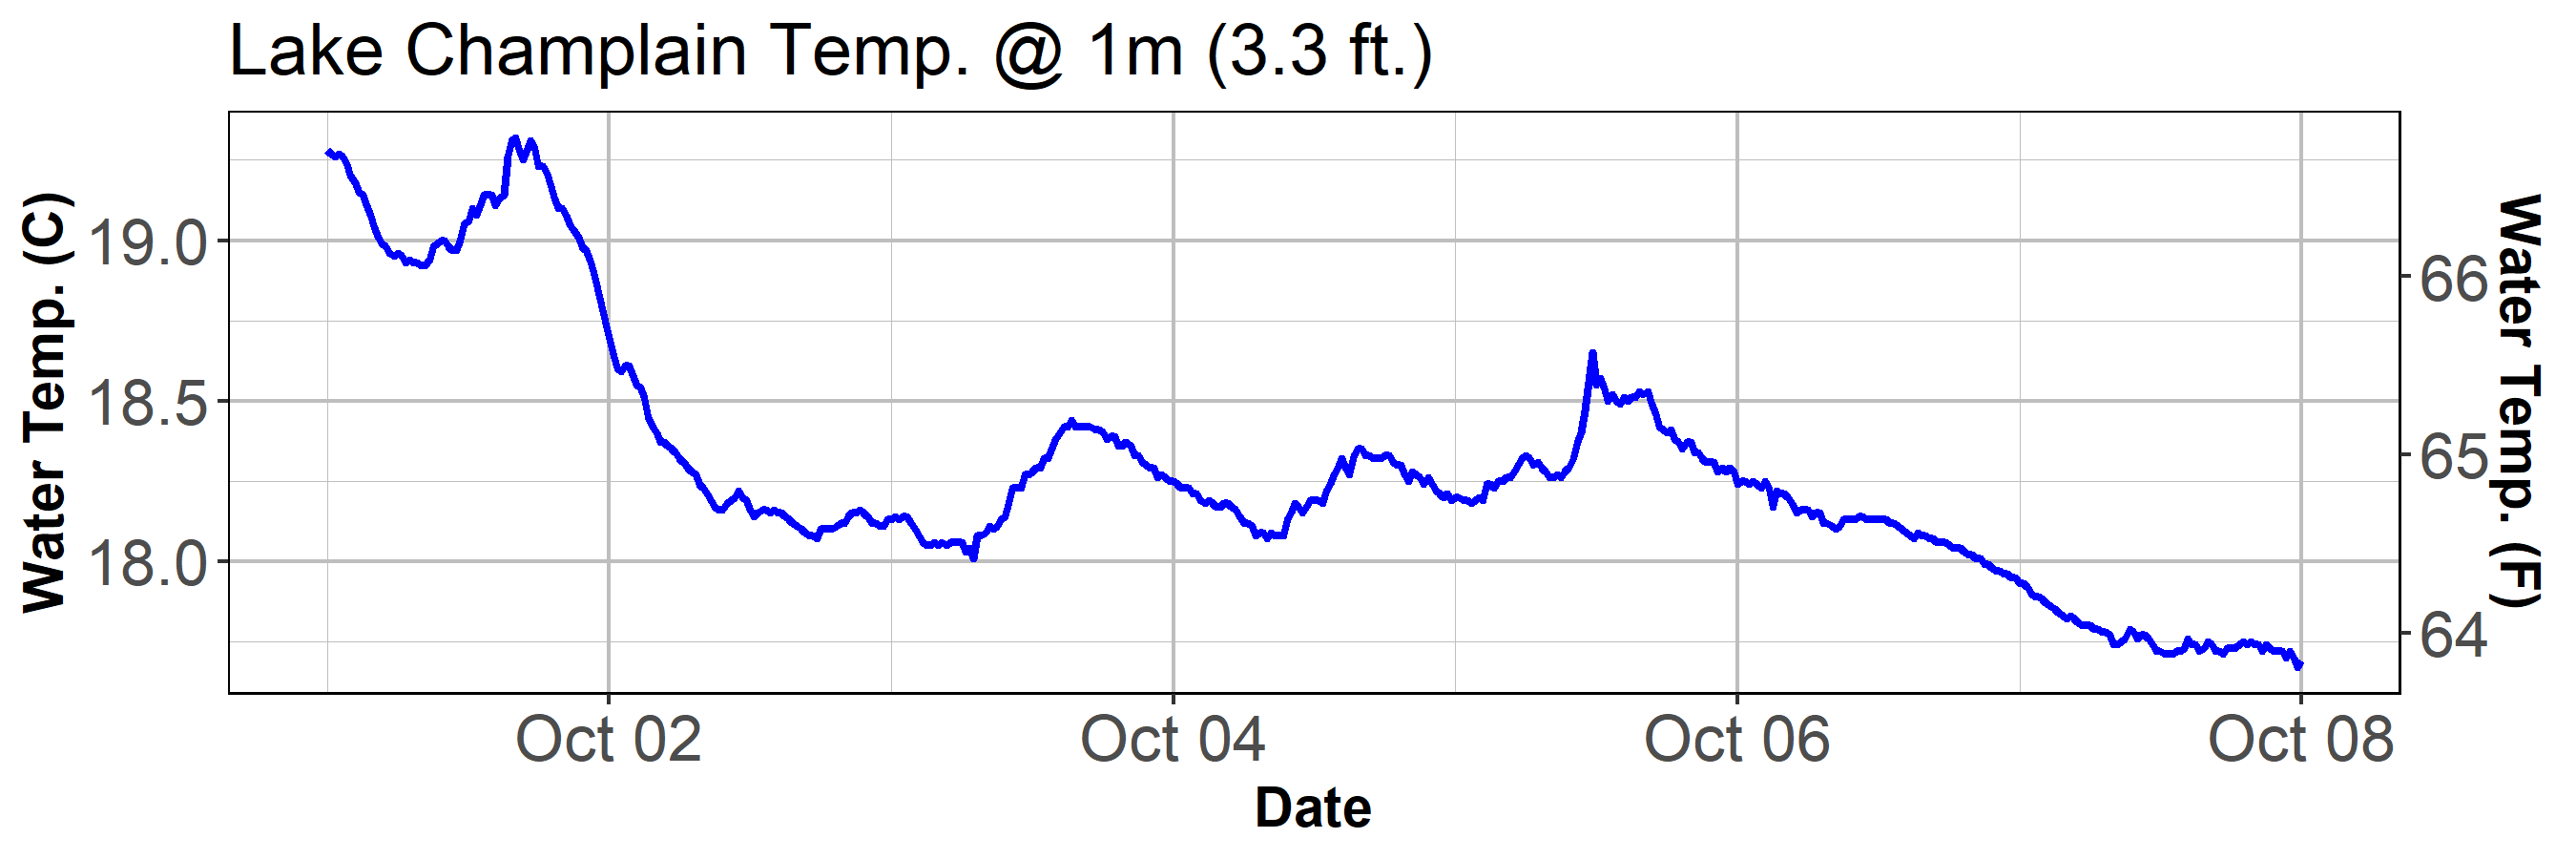 Lake Champlain Temp. @ 1m (3.3 ft.)
Water Temp. (C)
19.0
18.5
18.0
66
65
64
Water Temp. (F)
Oct 02
Oct 04
Oct 06
Oct 08
Date